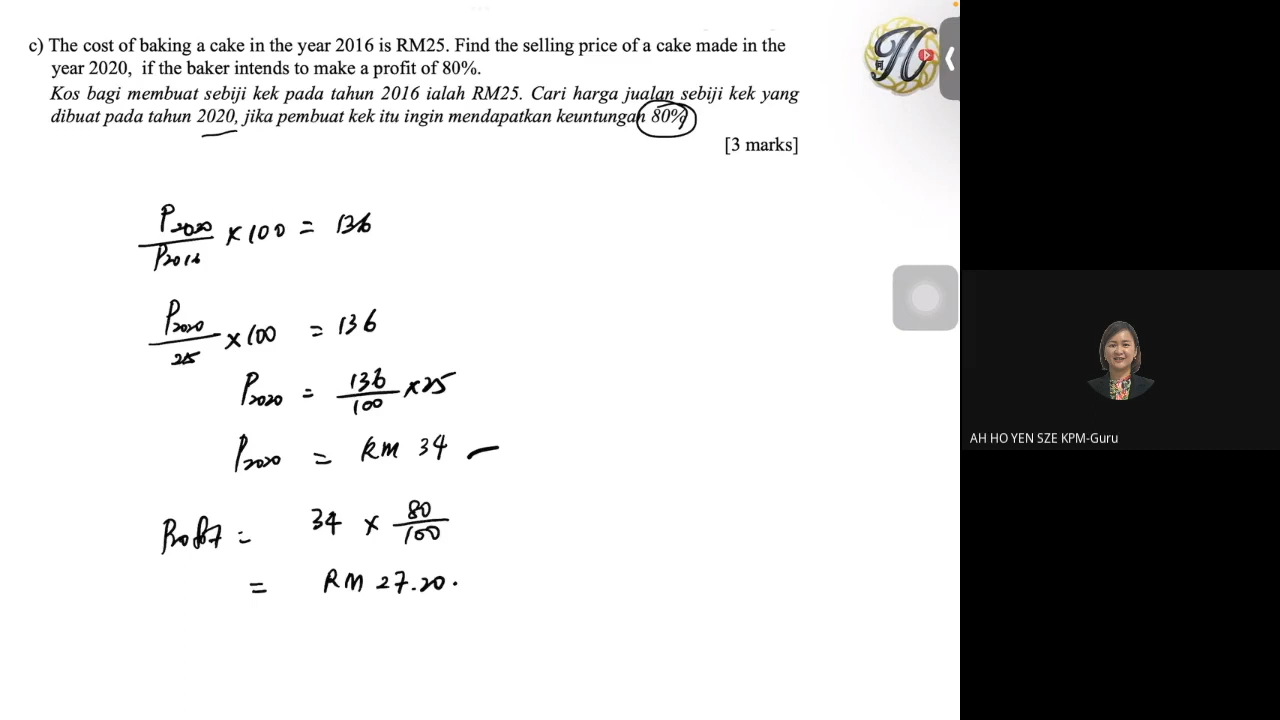 c) The cost of baking a cake in the year 2016 is RM25. Find the selling price of a cake made in the
year 2020, if the baker intends to make a profit of 80%.
Kos bagi membuat sebiji kek pada tahun 2016 ialah RM25. Cari harga jualan sebiji kek yang
dibuat pada tahun 2020, jika pembuat kek itu ingin mendapatkan keuntungan 80%
[3 marks]
P2020/P2016 × 100 = 136
P2020/25 × 100 = 136
P2020 = 136/100 × 25
P2020 = RM 34
AH HO YEN SZE KPM-Guru
Profit = 34 × 80/100
= RM 27.20.